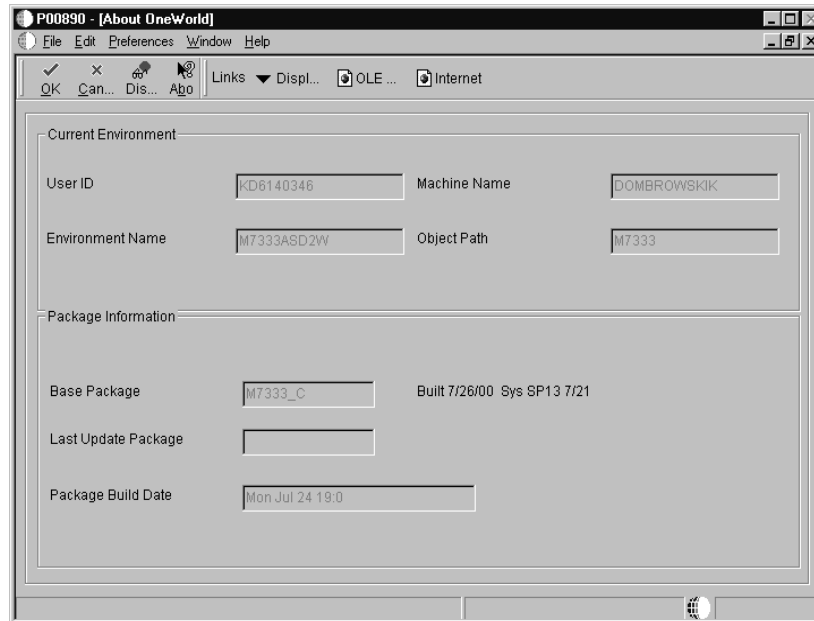 P00890 - [About OneWorld]
File Edit Preferences Window Help
OK Can... Dis... Abo Links Displ... OLE ... Internet
Current Environment
User ID KD6140346 Machine Name DOMBROWSKIK
Environment Name M7333ASD2W Object Path M7333
Package Information
Base Package M7333_C Built 7/26/00 Sys SP13 7/21
Last Update Package
Package Build Date Mon Jul 24 19:0